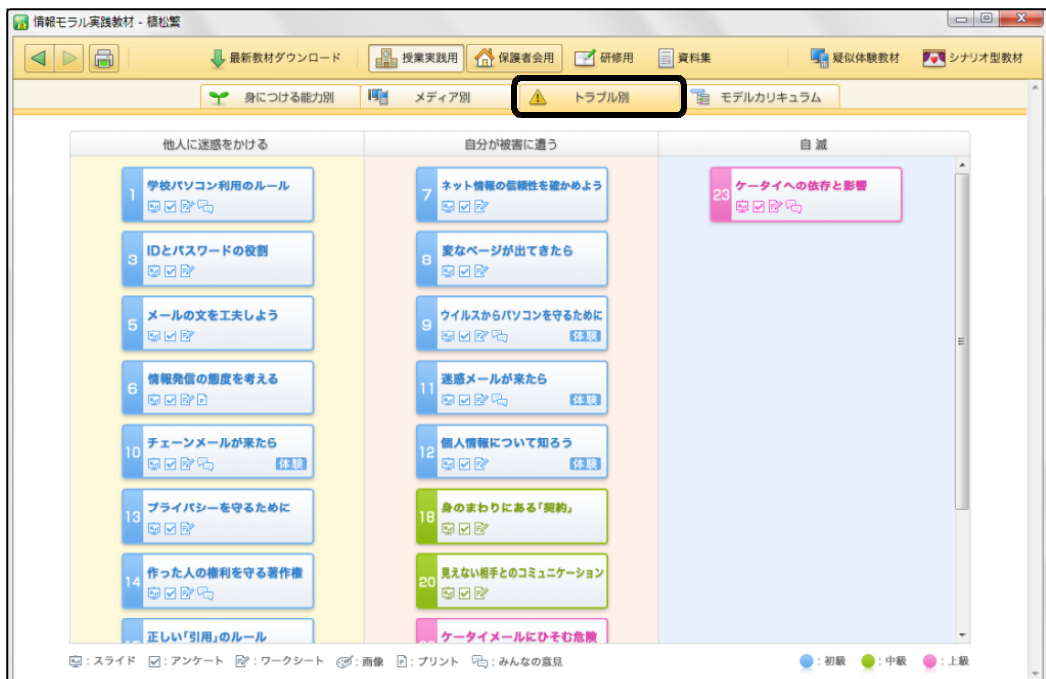 情報モラル実践教材 - 植松繁
最新教材ダウンロード 授業実践用 保護者会用 研修用 資料集 疑似体験教材 シナリオ型教材
身につける能力別 メディア別 トラブル別 モデルカリキュラム
他人に迷惑をかける
1 学校パソコン利用のルール
3 IDとパスワードの役割
5 メールの文を工夫しよう
6 情報発信の態度を考える
10 チェーンメールが来たら
体験
13 プライバシーを守るために
14 作った人の権利を守る著作権
正しい「引用」のルール
自分が被害に遭う
7 ネット情報の信頼性を確かめよう
8 変なページが出てきたら
9 ウイルスからパソコンを守るために
体験
11 迷惑メールが来たら
体験
12 個人情報について知ろう
体験
18 身のまわりにある「契約」
20 見えない相手とのコミュニケーション
ケータイメールにひそむ危険
自滅
23 ケータイへの依存と影響
:スライド :アンケート :ワークシート :画像 P:プリント :みんなの意見 :初級 :中級 :上級